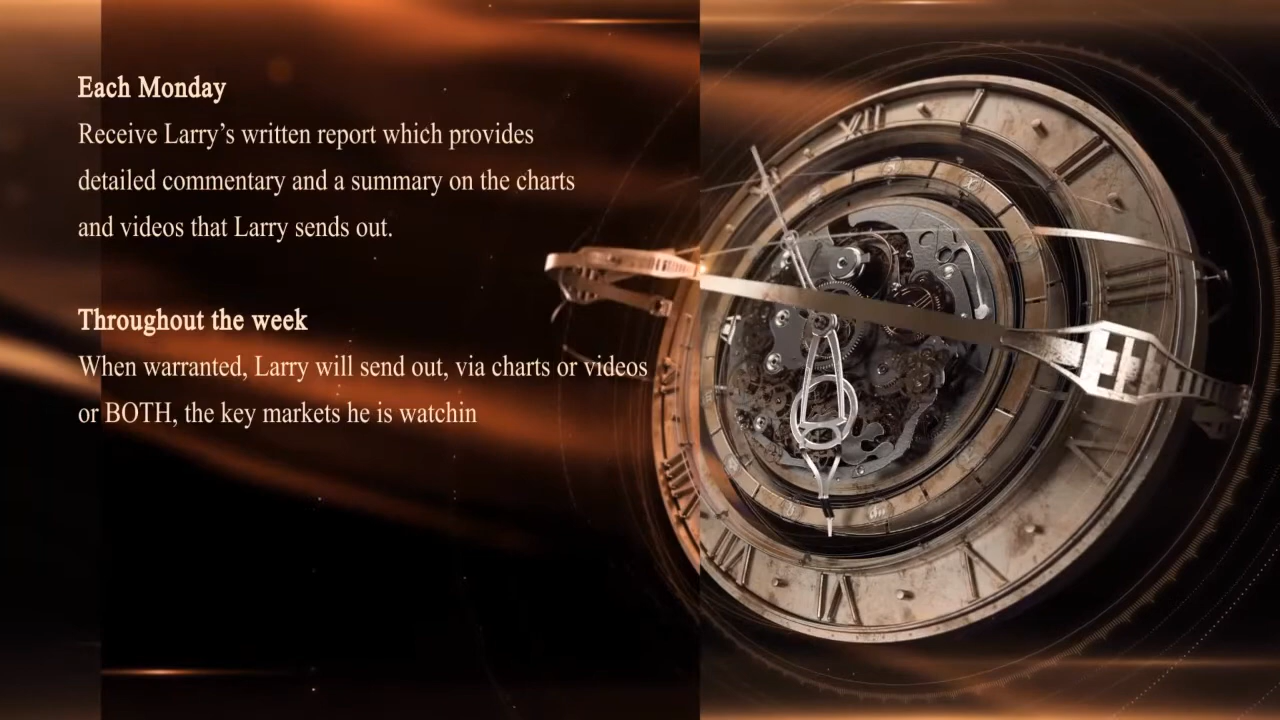 Each Monday
Receive Larry’s written report which provides
detailed commentary and a summary on the charts
and videos that Larry sends out.
Throughout the week
When warranted, Larry will send out, via charts or videos
or BOTH, the key markets he is watchin